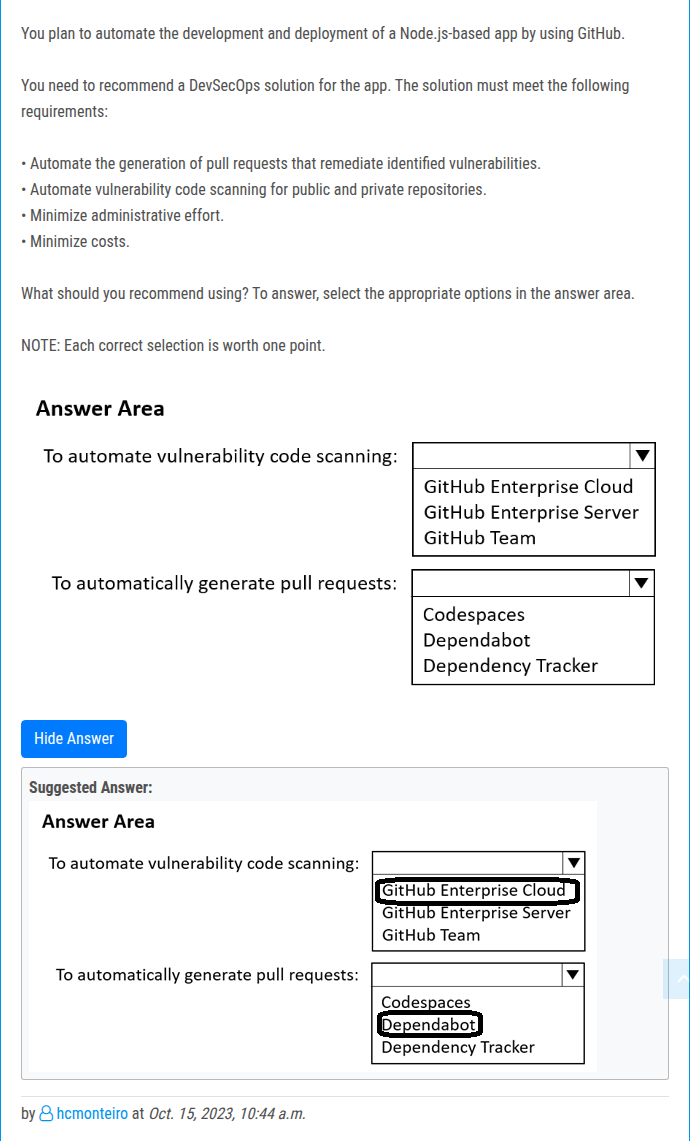 You plan to automate the development and deployment of a Node.js-based app by using GitHub.
You need to recommend a DevSecOps solution for the app. The solution must meet the following
requirements:
• Automate the generation of pull requests that remediate identified vulnerabilities.
• Automate vulnerability code scanning for public and private repositories.
• Minimize administrative effort.
• Minimize costs.
What should you recommend using? To answer, select the appropriate options in the answer area.
NOTE: Each correct selection is worth one point.
Answer Area
To automate vulnerability code scanning:
GitHub Enterprise Cloud
GitHub Enterprise Server
GitHub Team
To automatically generate pull requests:
Codespaces
Dependabot
Dependency Tracker
Hide Answer
Suggested Answer:
Answer Area
To automate vulnerability code scanning:
GitHub Enterprise Cloud
GitHub Enterprise Server
GitHub Team
To automatically generate pull requests:
Codespaces
Dependabot
Dependency Tracker
by hcmonteiro at Oct. 15, 2023, 10:44 a.m.